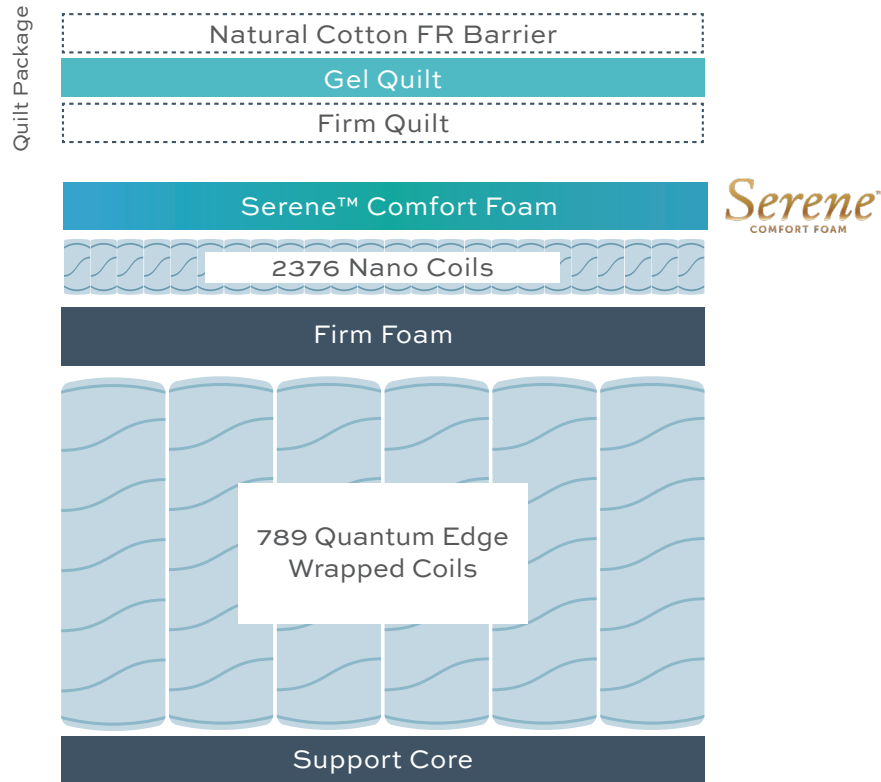 Quilt Package
Natural Cotton FR Barrier
Gel Quilt
Firm Quilt
Serene™ Comfort Foam
Serene™
COMFORT FOAM
2376 Nano Coils
Firm Foam
789 Quantum Edge
Wrapped Coils
Support Core